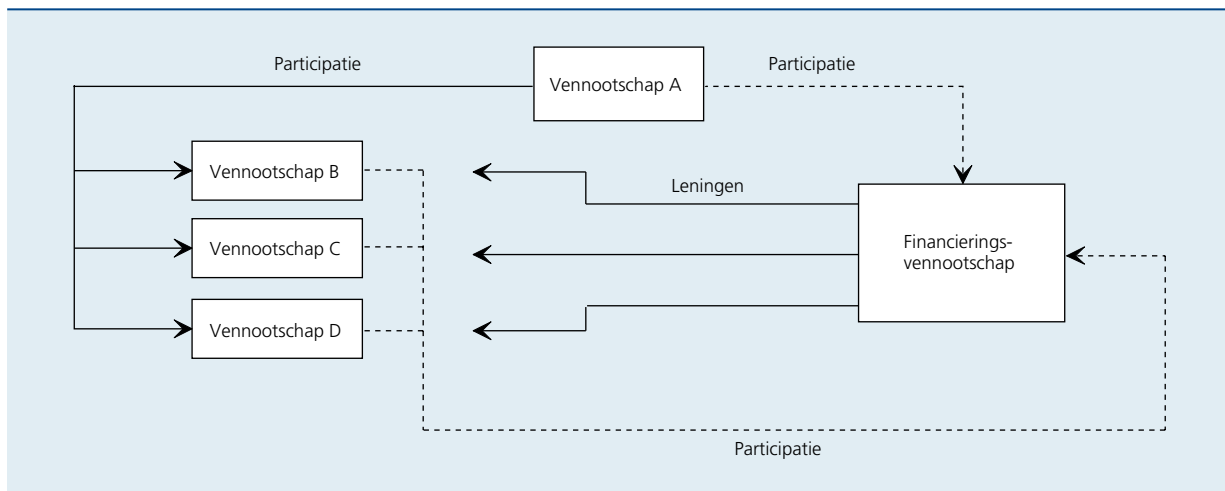 Participatie
Vennootschap A
Participatie
Vennootschap B
Leningen
Vennootschap C
Financierings-
vennootschap
Vennootschap D
Participatie